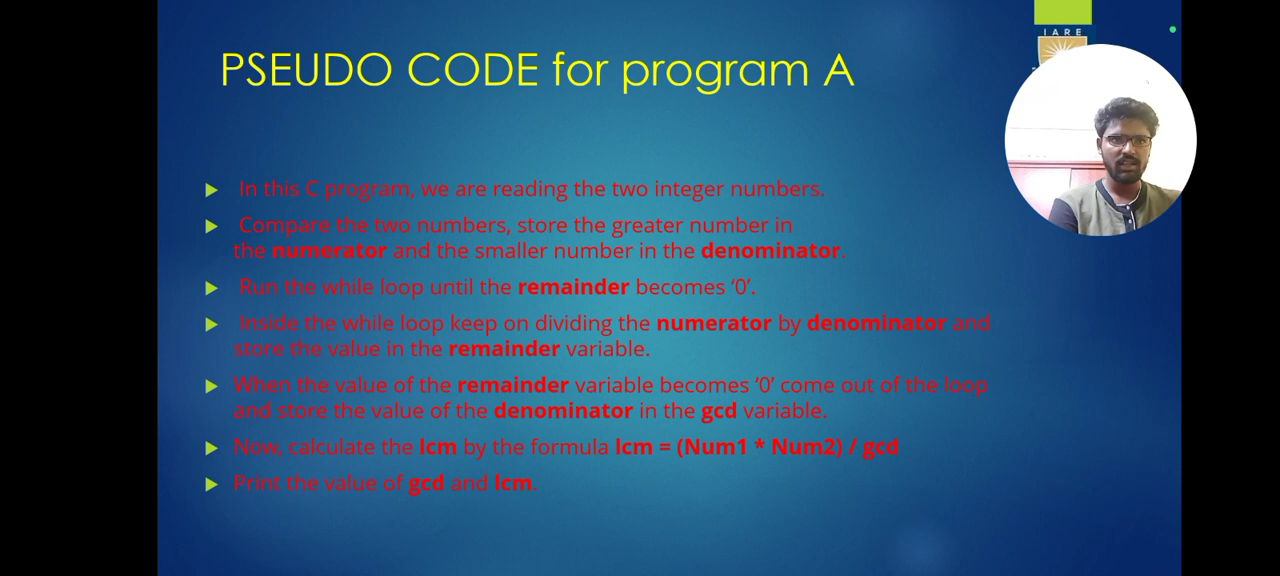 IARE
PSEUDO CODE for program A
In this C program, we are reading the two integer numbers.
Compare the two numbers, store the greater number in
the numerator and the smaller number in the denominator.
Run the while loop until the remainder becomes ‘0’.
Inside the while loop keep on dividing the numerator by denominator and
store the value in the remainder variable.
When the value of the remainder variable becomes ‘0’ come out of the loop
and store the value of the denominator in the gcd variable.
Now, calculate the lcm by the formula lcm = (Num1 * Num2) / gcd
Print the value of gcd and lcm.